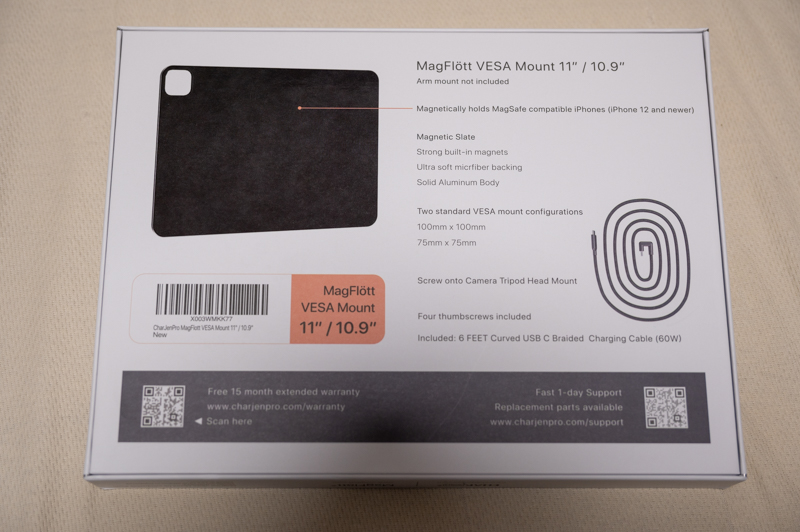 MagFlött VESA Mount 11” / 10.9”
Arm mount not included
Magnetically holds MagSafe compatible iPhones (iPhone 12 and newer)
Magnetic Slate
Strong built-in magnets
Ultra soft micrfiber backing
Solid Aluminum Body
Two standard VESA mount configurations
100mm x 100mm
75mm x 75mm
Screw onto Camera Tripod Head Mount
Four thumbscrews included
Included: 6 FEET Curved USB C Braided Charging Cable (60W)
X003WMKK77
CharJenPro MagFlött VESA Mount 11" / 10.9"
New
MagFlött
VESA Mount
11” / 10.9”
Free 15 month extended warranty
www.charjenpro.com/warranty
◀ Scan here
Fast 1-day Support
Replacement parts available
www.charjenpro.com/support